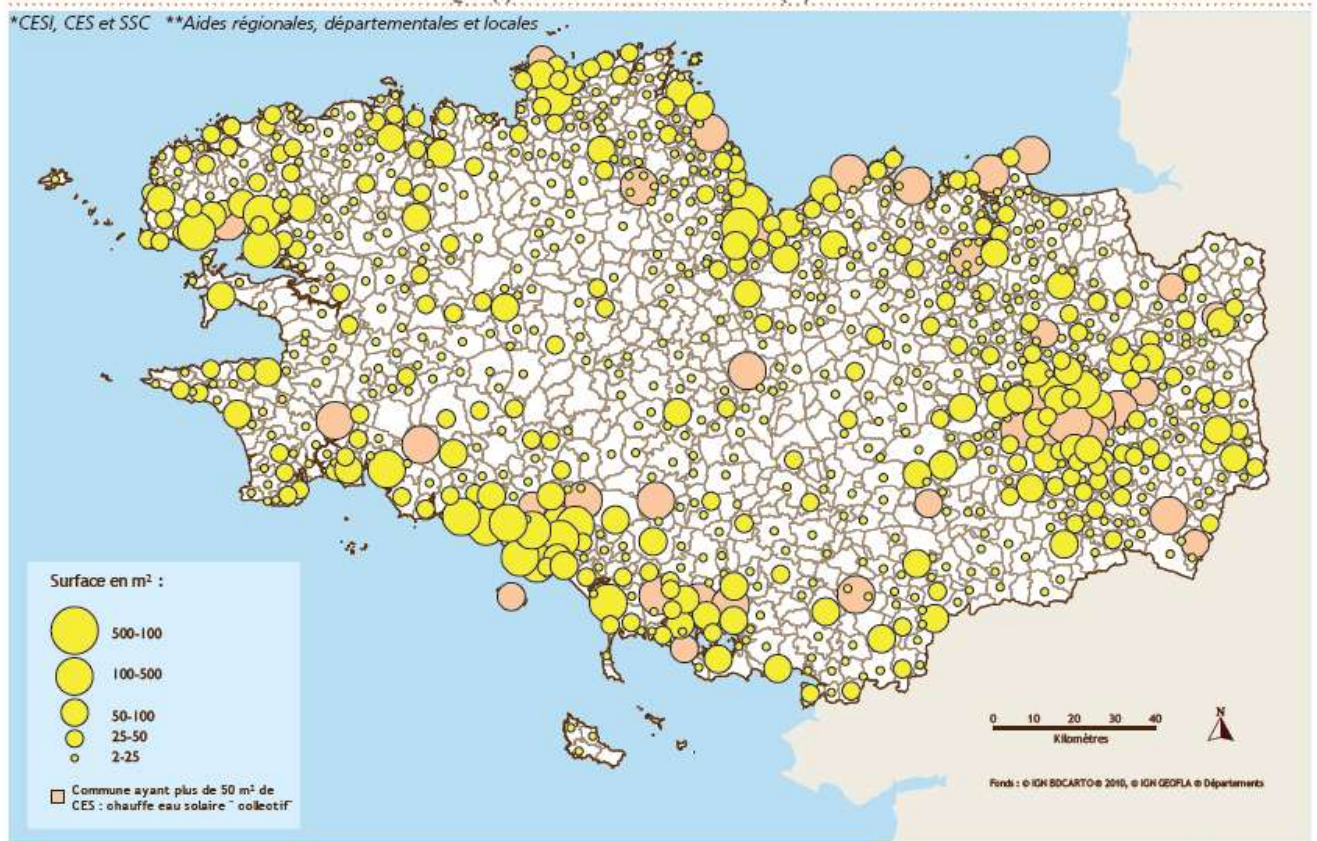 *CESI, CES et SSC **Aides régionales, départementales et locales
Surface en m² :
500-100
100-500
50-100
25-50
2-25
Commune ayant plus de 50 m² de
CES : chauffe eau solaire " collectif"
0 10 20 30 40
Kilomètres
N
Fonds : © IGN BDCARTO® 2010, © IGN GEOFLA ® Départements